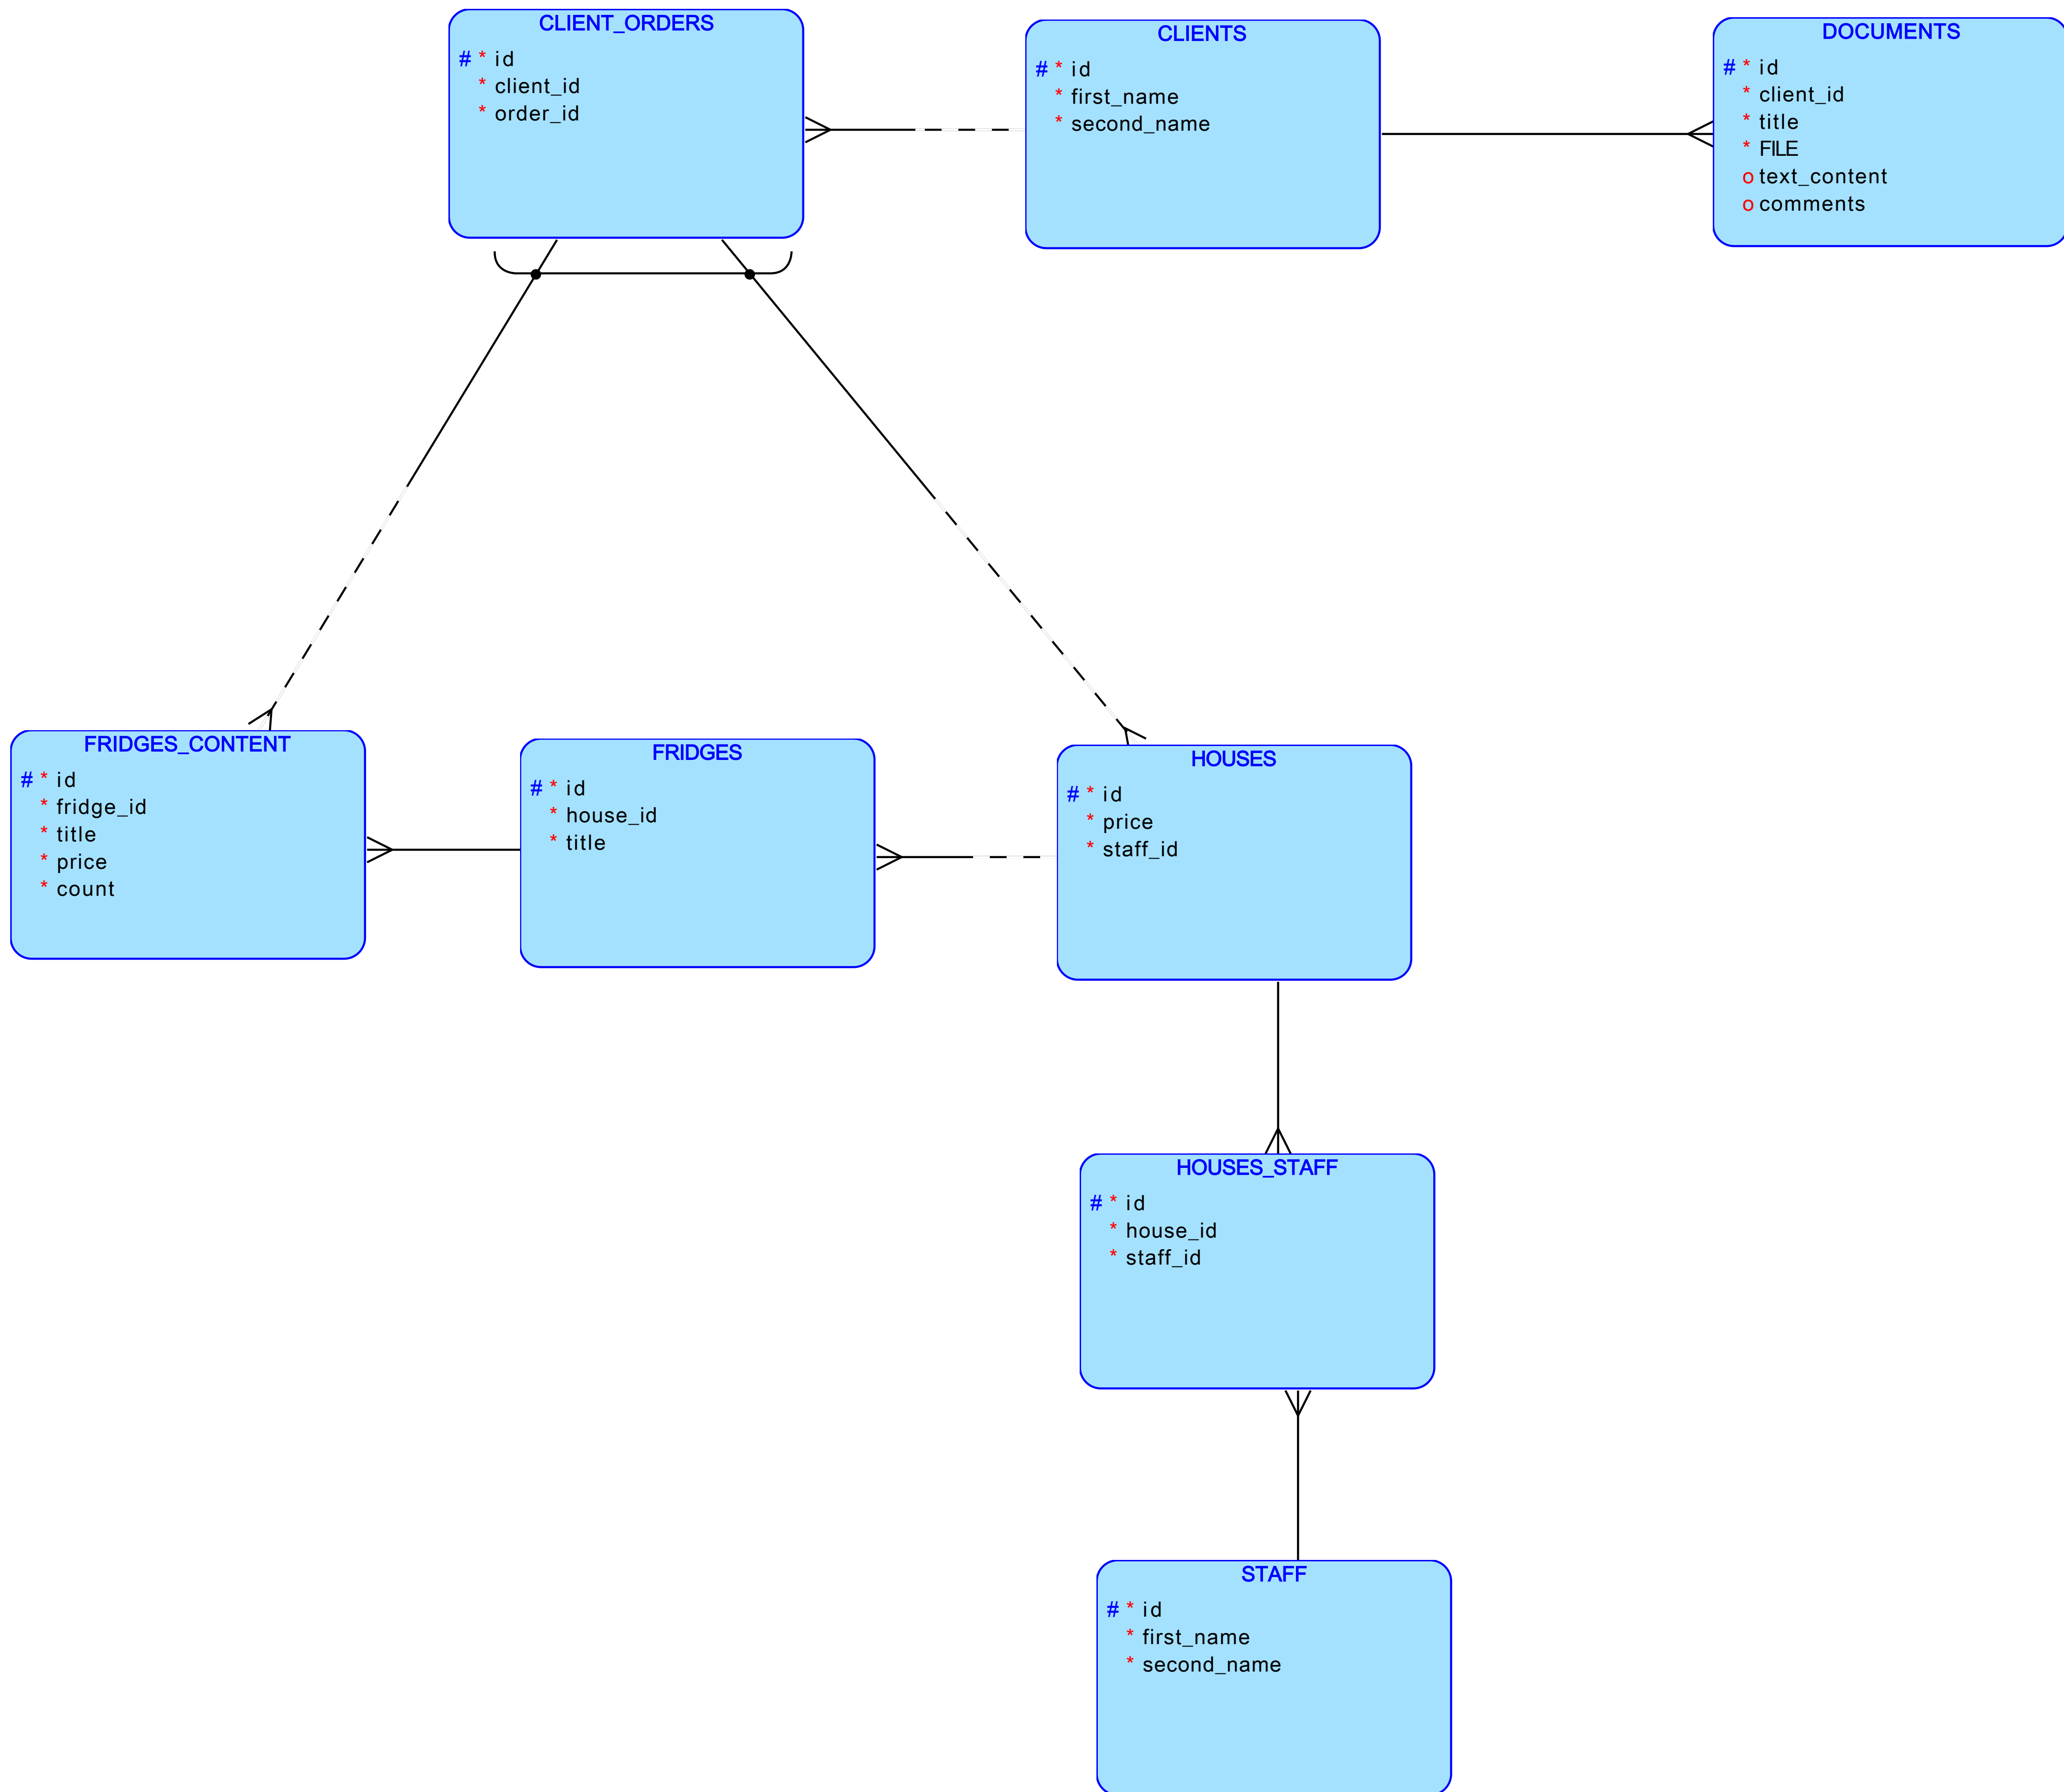 CLIENT_ORDERS
# * id
* client_id
* order_id
CLIENTS
# * id
* first_name
* second_name
DOCUMENTS
# * id
* client_id
* title
* FILE
o text_content
o comments
FRIDGES_CONTENT
# * id
* fridge_id
* title
* price
* count
FRIDGES
# * id
* house_id
* title
HOUSES
# * id
* price
* staff_id
HOUSES_STAFF
# * id
* house_id
* staff_id
STAFF
# * id
* first_name
* second_name